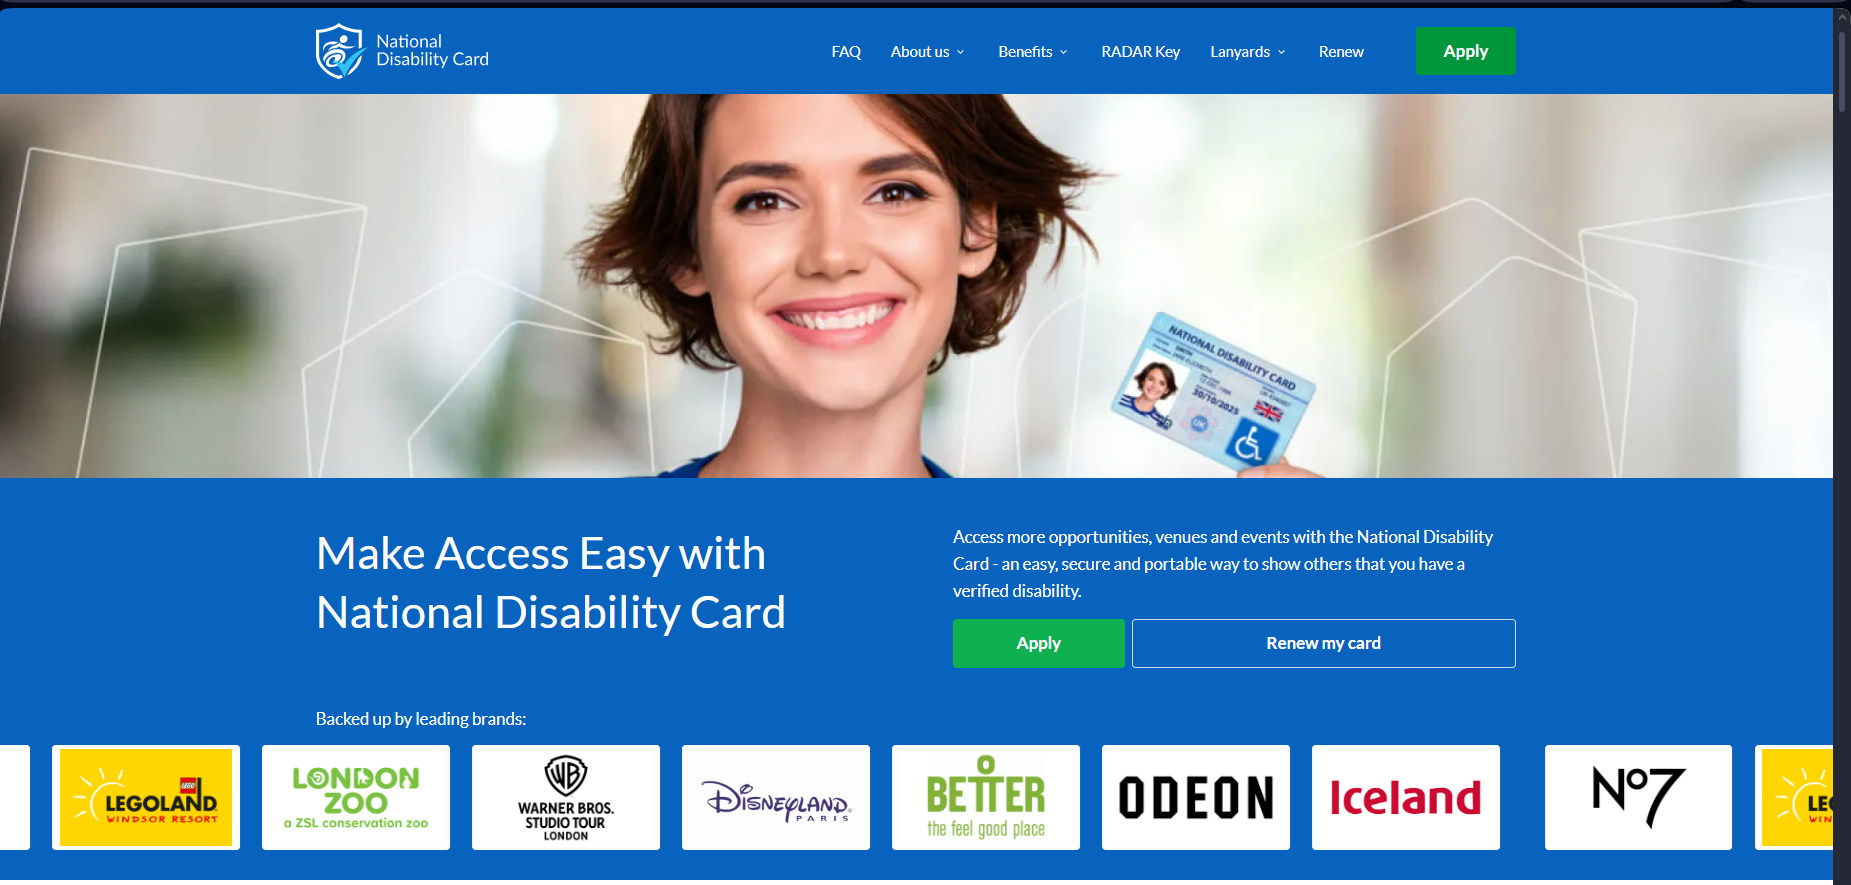 National
Disability Card
FAQ
About us
Benefits
RADAR Key
Lanyards
Renew
Apply
NATIONAL DISABILITY CARD
SMITH
30/10/2025
UK
Make Access Easy with
National Disability Card
Access more opportunities, venues and events with the National Disability
Card - an easy, secure and portable way to show others that you have a
verified disability.
Apply
Renew my card
Backed up by leading brands:
LEGO
LEGOLAND
WINDSOR RESORT
LONDON
ZOO
a ZSL conservation zoo
WB
WARNER BROS.
STUDIO TOUR
LONDON
Disneyland
PARIS
BETTER
the feel good place
ODEON
Iceland
No7
LE
WIN